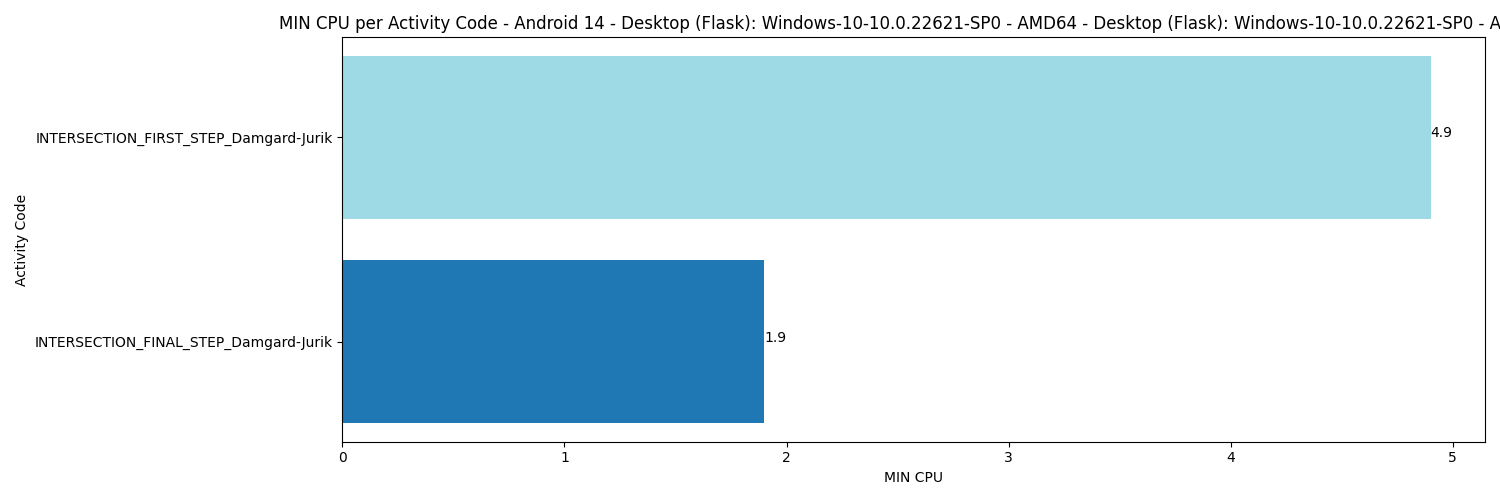 MIN CPU per Activity Code - Android 14 - Desktop (Flask): Windows-10-10.0.22621-SP0 - AMD64 - Desktop (Flask): Windows-10-10.0.22621-SP0 - A
INTERSECTION_FIRST_STEP_Damgard-Jurik
4.9
Activity Code
INTERSECTION_FINAL_STEP_Damgard-Jurik
1.9
0 1 2 3 4 5
MIN CPU